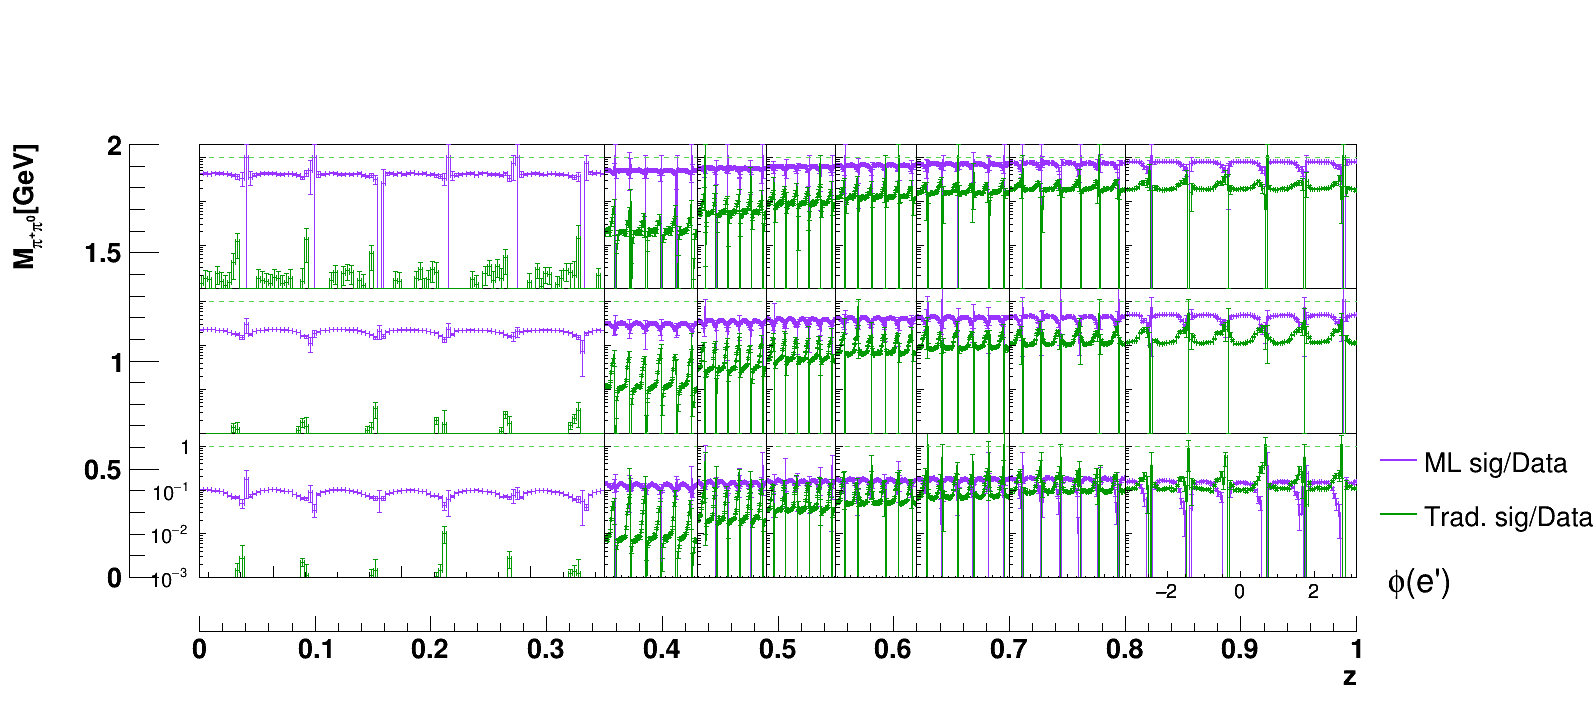 M π⁺π⁰ [GeV]
2
1.5
1
0.5
0
1
10⁻¹
10⁻²
10⁻³
−2 0 2
ϕ(e')
0 0.1 0.2 0.3 0.4 0.5 0.6 0.7 0.8 0.9 1
z
ML sig/Data
Trad. sig/Data